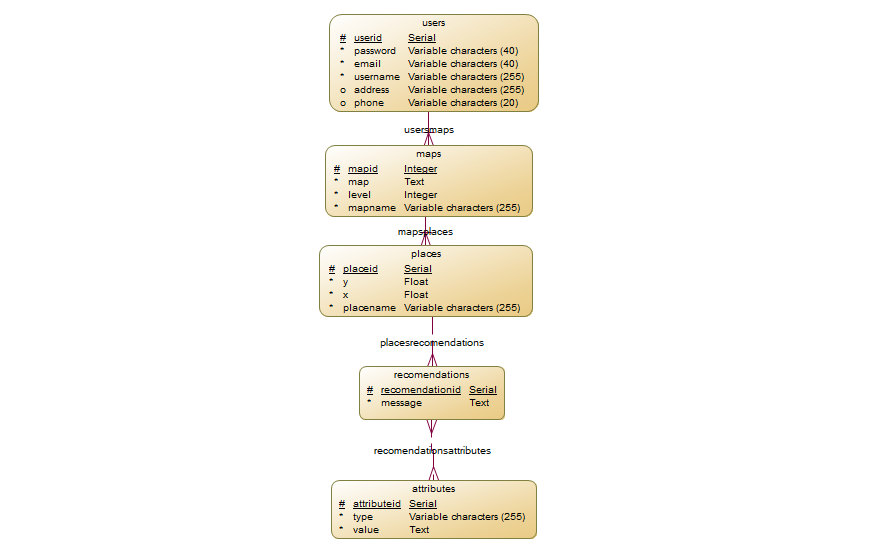 users
# userid Serial
* password Variable characters (40)
* email Variable characters (40)
* username Variable characters (255)
o address Variable characters (255)
o phone Variable characters (20)
usersmaps
maps
# mapid Integer
* map Text
* level Integer
* mapname Variable characters (255)
mapsplaces
places
# placeid Serial
* y Float
* x Float
* placename Variable characters (255)
placesrecomendations
recomendations
# recomendationid Serial
* message Text
recomendationsattributes
attributes
# attributeid Serial
* type Variable characters (255)
* value Text